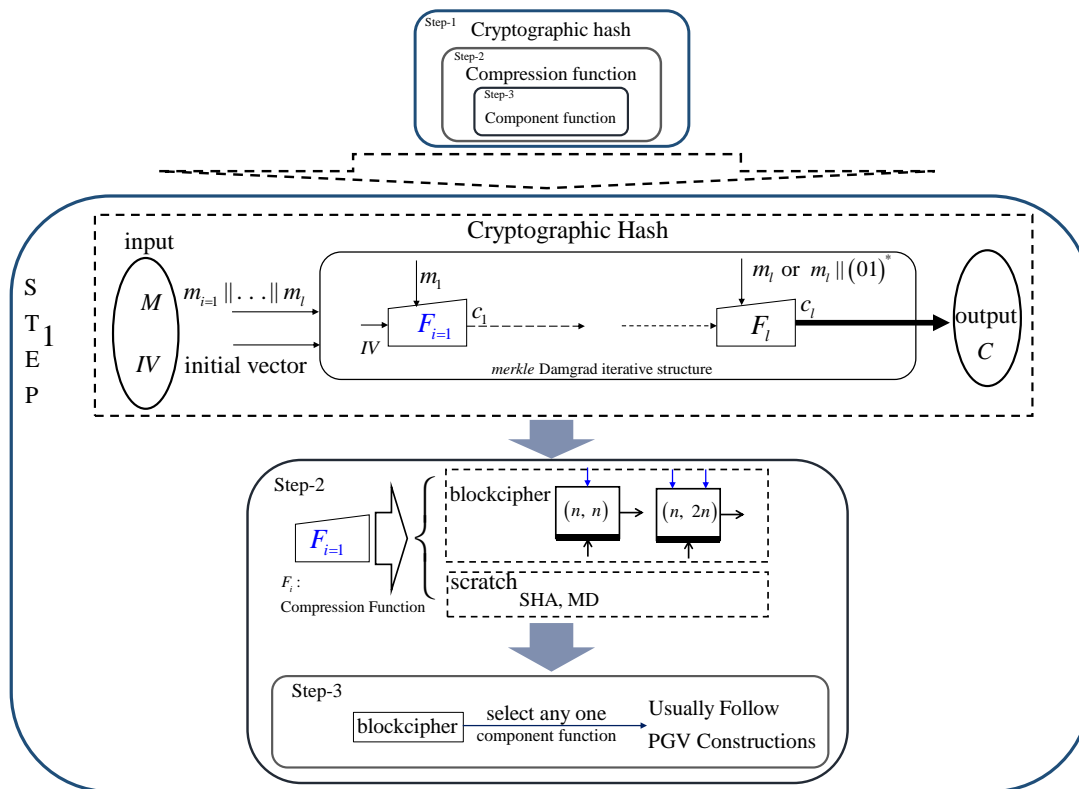 Step-1
Cryptographic hash
Step-2
Compression function
Step-3
Component function
STEP 1
Cryptographic Hash
input
M
IV
m_{i=1} || . . . || m_l
initial vector
m_1
F_{i=1}
c_1
IV
m_l or m_l || (01)^*
F_l
c_l
merkle Damgrad iterative structure
output
C
Step-2
F_{i=1}
F_i :
Compression Function
blockcipher
(n, n)
(n, 2n)
scratch
SHA, MD
Step-3
blockcipher
select any one
component function
Usually Follow
PGV Constructions